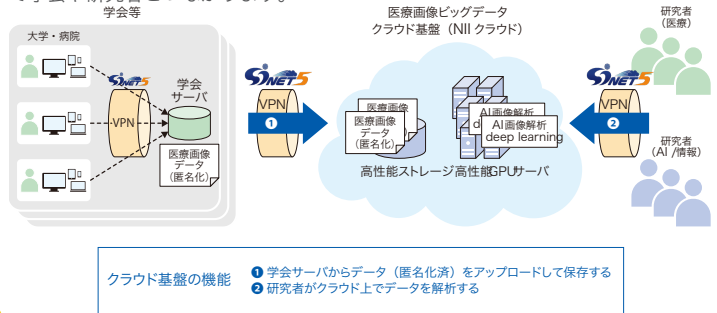 学会等
大学・病院
SINET5
VPN
学会
サーバ
医療画像
データ
（匿名化）
SINET5
VPN
❶
医療画像ビッグデータ
クラウド基盤（NII クラウド）
医療画像
医療画像
データ
（匿名化）
AI画像解析
AI画像解析
deep learning
高性能ストレージ
高性能GPUサーバ
SINET5
VPN
❷
研究者
（医療）
研究者
（AI /情報）
クラウド基盤の機能
❶ 学会サーバからデータ（匿名化済）をアップロードして保存する
❷ 研究者がクラウド上でデータを解析する